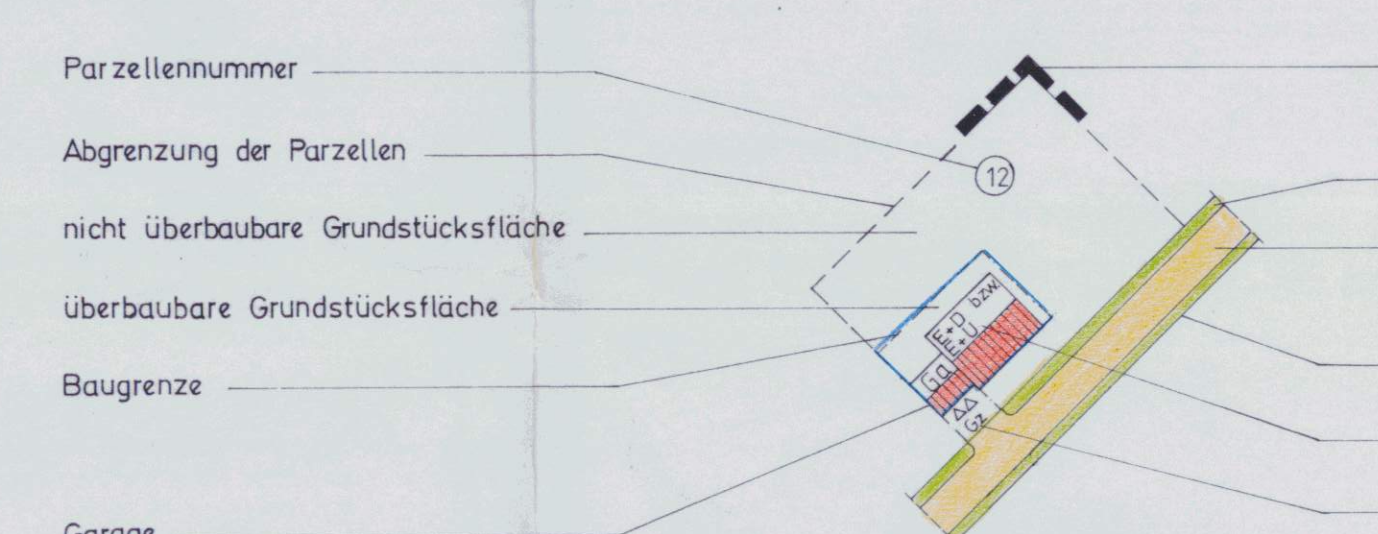 Parzellennummer
Abgrenzung der Parzellen
12
nicht überbaubare Grundstücksfläche
überbaubare Grundstücksfläche
bzw.
E+D
E+U
Baugrenze
Ga
Gz
Garage